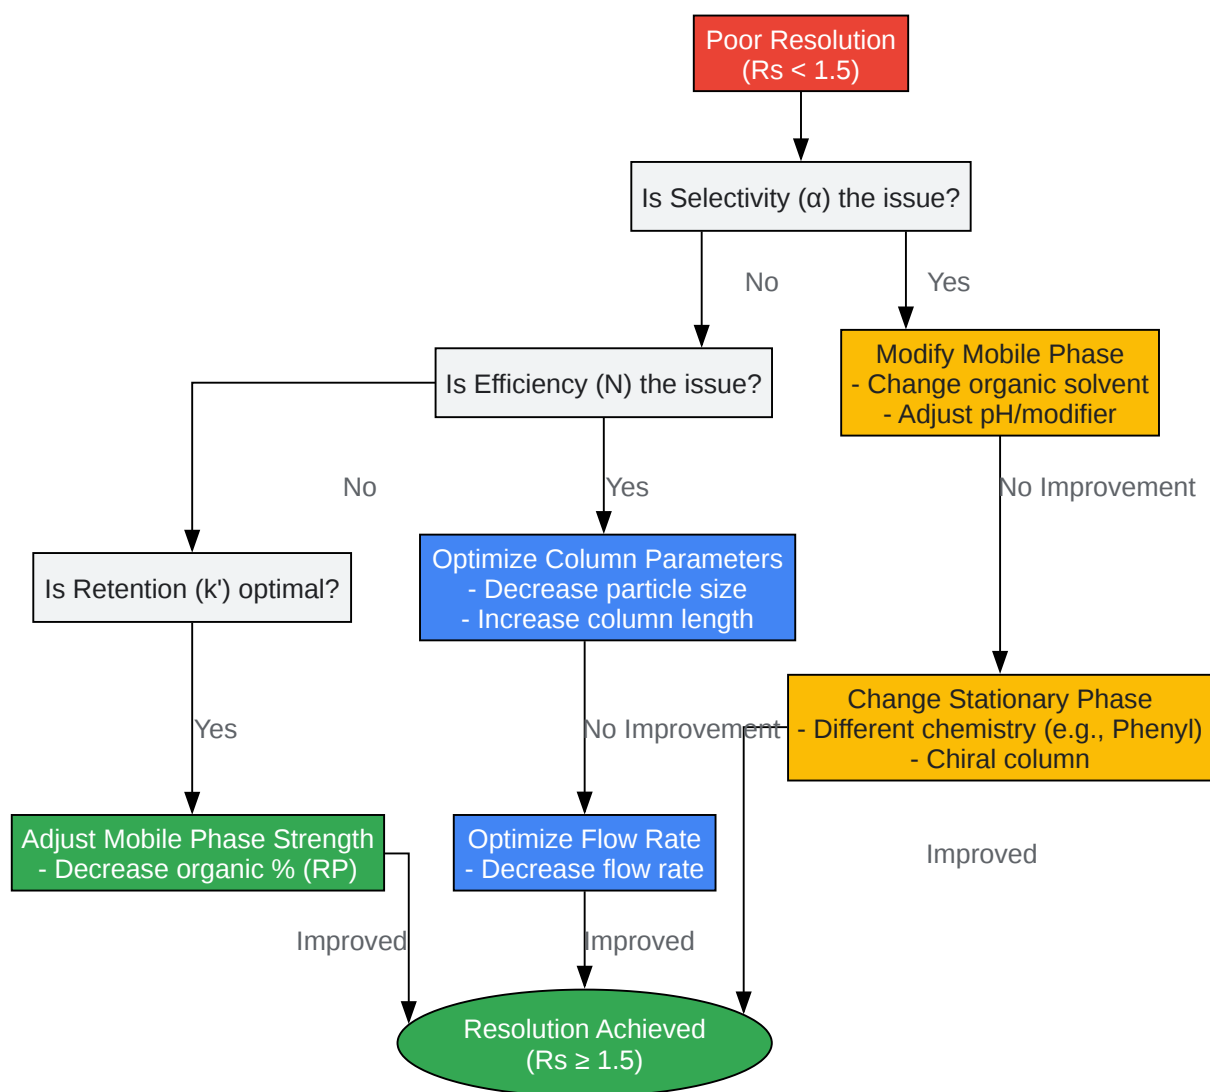 Poor Resolution
(Rs < 1.5)
Is Selectivity (α) the issue?
No
Yes
Is Efficiency (N) the issue?
Modify Mobile Phase
- Change organic solvent
- Adjust pH/modifier
No
Yes
No Improvement
Is Retention (k') optimal?
Optimize Column Parameters
- Decrease particle size
- Increase column length
Yes
No Improvement
Change Stationary Phase
- Different chemistry (e.g., Phenyl)
- Chiral column
Adjust Mobile Phase Strength
- Decrease organic % (RP)
Optimize Flow Rate
- Decrease flow rate
Improved
Improved
Improved
Resolution Achieved
(Rs ≥ 1.5)